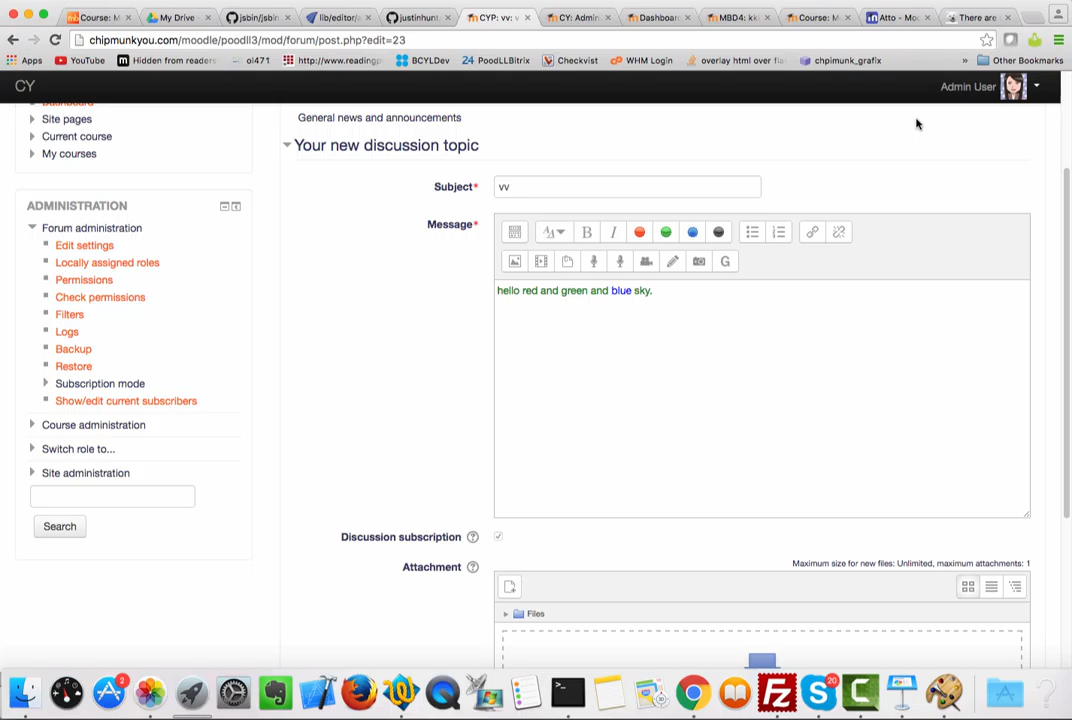 Course: M
My Drive
jsbin/jsbin
lib/editor/a
justinhunt
CYP: vv: v
CY: Admin
Dashboard
MBD4: kk
Course: M
Atto - Moo
There are
chipmunkyou.com/moodle/poodll3/mod/forum/post.php?edit=23
Apps
YouTube
Hidden from readers
ol471
http://www.reading
BCYLDev
24 PoodLLBitrix
Checkvist
WHM Login
overlay html over fla
chpimunk_grafix
»
Other Bookmarks
CY
Admin User
Dashboard
Site pages
Current course
My courses
ADMINISTRATION
Forum administration
Edit settings
Locally assigned roles
Permissions
Check permissions
Filters
Logs
Backup
Restore
Subscription mode
Show/edit current subscribers
Course administration
Switch role to...
Site administration
Search
General news and announcements
Your new discussion topic
Subject*
vv
Message*
B I
G
hello red and green and blue sky.
Discussion subscription
Attachment
Maximum size for new files: Unlimited, maximum attachments: 1
Files
2
20